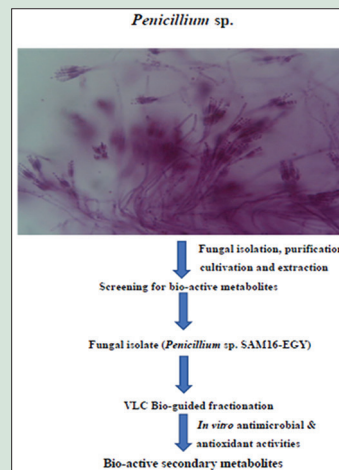 Penicillium sp.
Fungal isolation, purification
cultivation and extraction
Screening for bio-active metabolites
Fungal isolate (Penicillium sp. SAM16-EGY)
VLC Bio-guided fractionation
In vitro antimicrobial &
antioxidant activities
Bio-active secondary metabolites